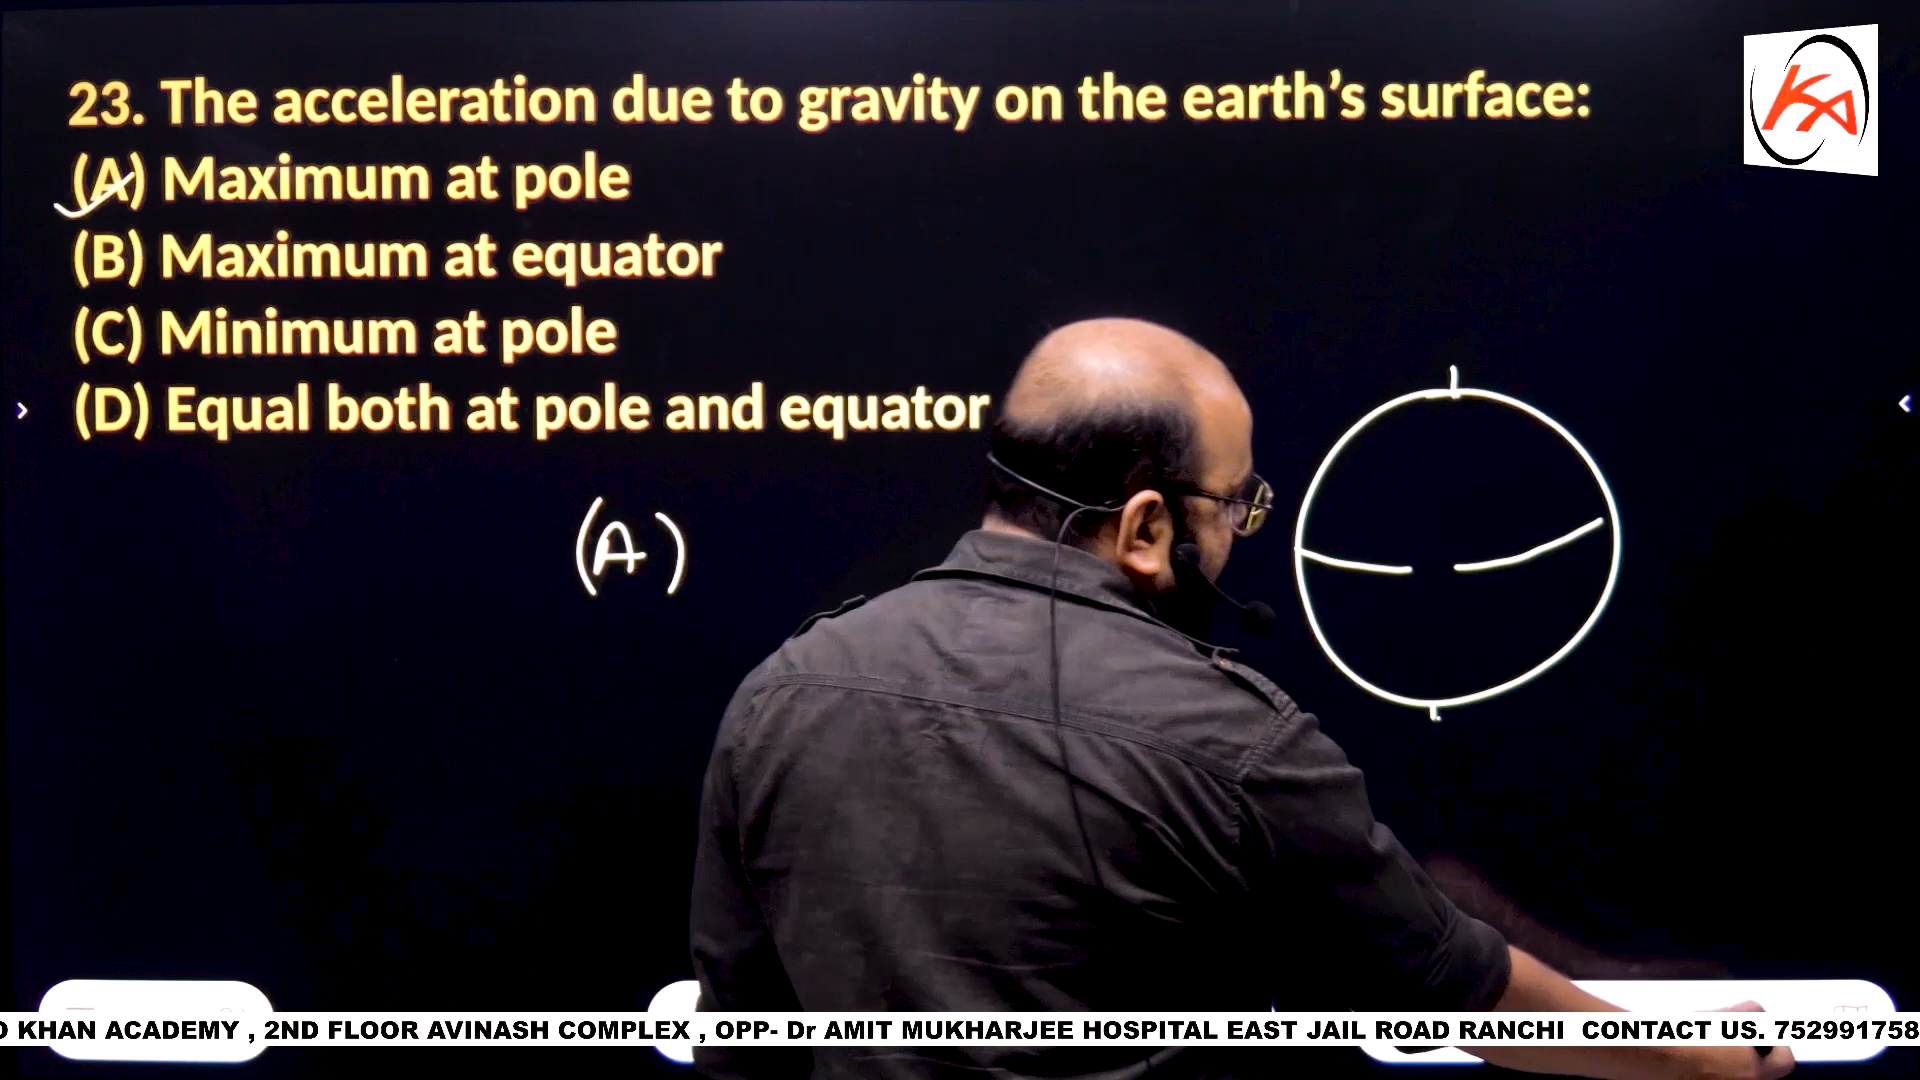 23. The acceleration due to gravity on the earth’s surface:
(A) Maximum at pole
(B) Maximum at equator
(C) Minimum at pole
(D) Equal both at pole and equator
(A)
KA
KHAN ACADEMY , 2ND FLOOR AVINASH COMPLEX , OPP- Dr AMIT MUKHARJEE HOSPITAL EAST JAIL ROAD RANCHI CONTACT US. 752991758